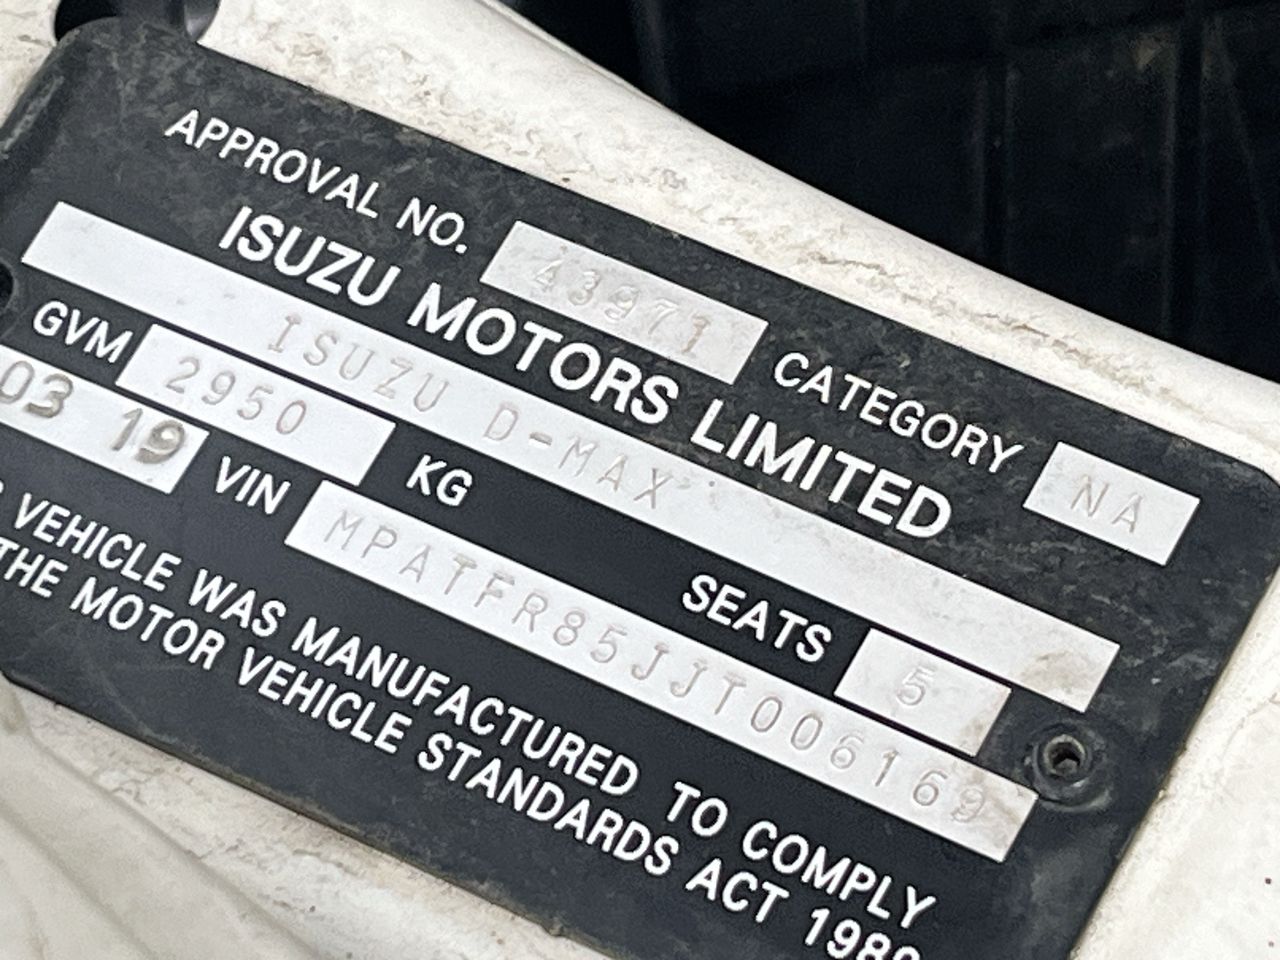 APPROVAL NO. 43971 CATEGORY NA
ISUZU MOTORS LIMITED
ISUZU D-MAX
GVM 2950 KG SEATS 5
03 19 VIN MPATFR85JJT006169
VEHICLE WAS MANUFACTURED TO COMPLY
THE MOTOR VEHICLE STANDARDS ACT 1989